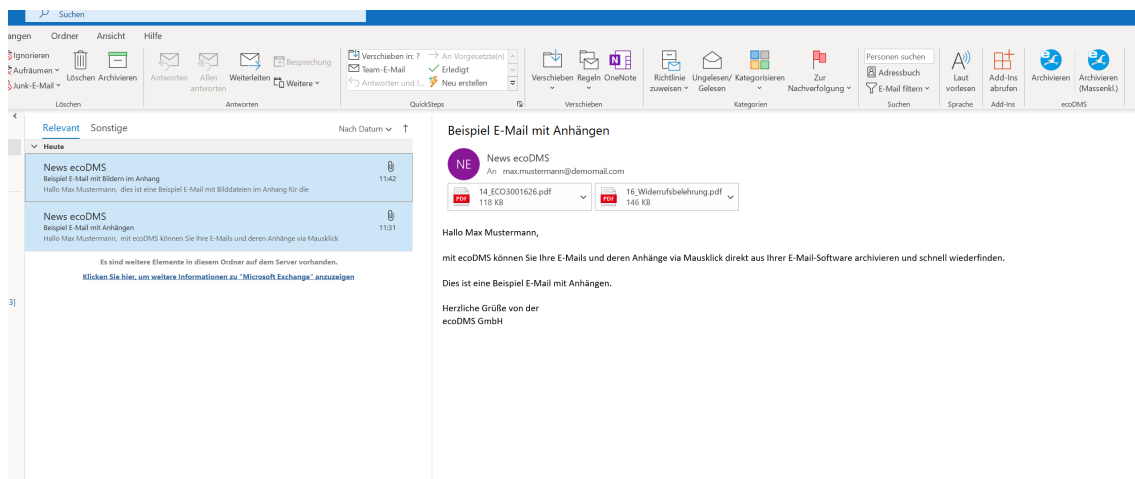 Suchen
angen Ordner Ansicht Hilfe
Ignorieren
Aufräumen
Junk-E-Mail
Löschen Archivieren
Löschen
Antworten
Allen antworten
Weiterleiten
Besprechung
Weitere
Antworten
Verschieben in: ?
Team-E-Mail
Antworten und l...
An Vorgesetzte(n)
Erledigt
Neu erstellen
QuickSteps
Verschieben Regeln OneNote
Verschieben
Richtlinie zuweisen
Ungelesen/ Gelesen
Kategorisieren
Zur Nachverfolgung
Kategorien
Personen suchen
Adressbuch
E-Mail filtern
Suchen
Laut vorlesen
Sprache
Add-Ins abrufen
Add-Ins
Archivieren
Archivieren (Massenkl.)
ecoDMS
Relevant Sonstige Nach Datum
Heute
News ecoDMS
Beispiel E-Mail mit Bildern im Anhang 11:42
Hallo Max Mustermann, dies ist eine Beispiel E-Mail mit Bilddateien im Anhang für die
News ecoDMS
Beispiel E-Mail mit Anhängen 11:31
Hallo Max Mustermann, mit ecoDMS können Sie Ihre E-Mails und deren Anhänge via Mausklick
Es sind weitere Elemente in diesem Ordner auf dem Server vorhanden.
Klicken Sie hier, um weitere Informationen zu "Microsoft Exchange" anzuzeigen
3]
Beispiel E-Mail mit Anhängen
NE
News ecoDMS
An max.mustermann@demomail.com
PDF
14_ECO3001626.pdf
118 KB
PDF
16_Widerrufsbelehrung.pdf
146 KB
Hallo Max Mustermann,
mit ecoDMS können Sie Ihre E-Mails und deren Anhänge via Mausklick direkt aus Ihrer E-Mail-Software archivieren und schnell wiederfinden.
Dies ist eine Beispiel E-Mail mit Anhängen.
Herzliche Grüße von der
ecoDMS GmbH